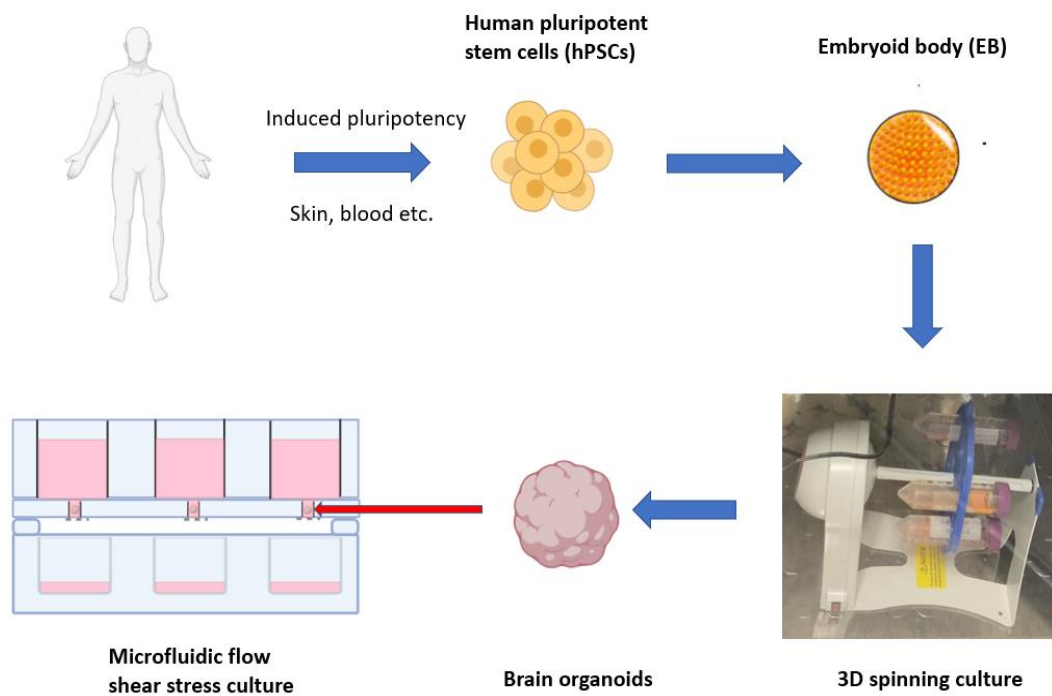 Human pluripotent
stem cells (hPSCs)
Embryoid body (EB)
Induced pluripotency
Skin, blood etc.
Microfluidic flow
shear stress culture
Brain organoids
3D spinning culture